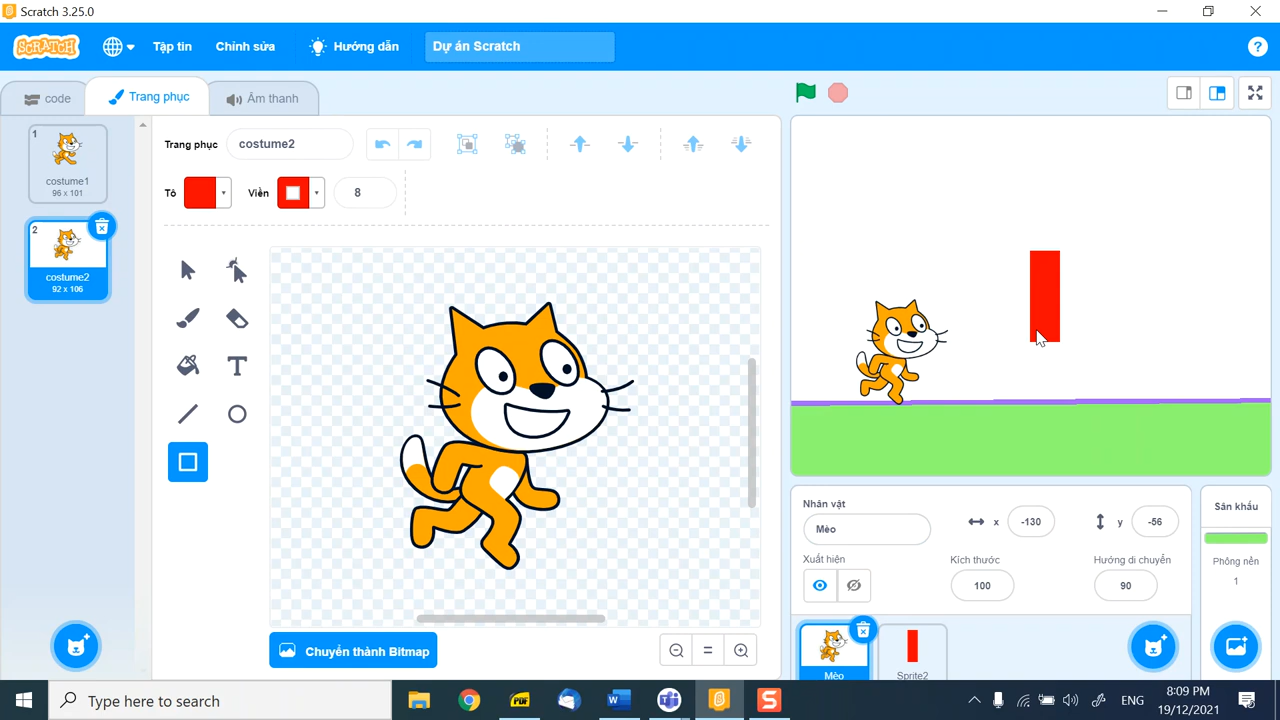 Scratch 3.25.0
SCRATCH
Tập tin
Chỉnh sửa
Hướng dẫn
Dự án Scratch
?
code
Trang phục
Âm thanh
1
costume1
96 x 101
2
costume2
92 x 106
Trang phục
costume2
Tô
Viền
8
T
Chuyển thành Bitmap
Nhân vật
Mèo
x
-130
y
-56
Xuất hiện
Kích thước
100
Hướng di chuyển
90
Mèo
Sprite2
Sân khấu
Phông nền
1
Type here to search
PDF
W
T
S
ENG
8:09 PM
19/12/2021